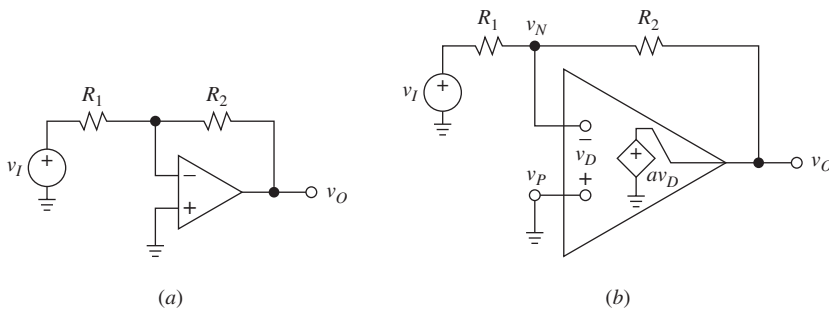 R1
R2
vI
+
−
+
vO
(a)
R1
vN
R2
vI
+
−
vD
+
vP
+
avD
vO
(b)